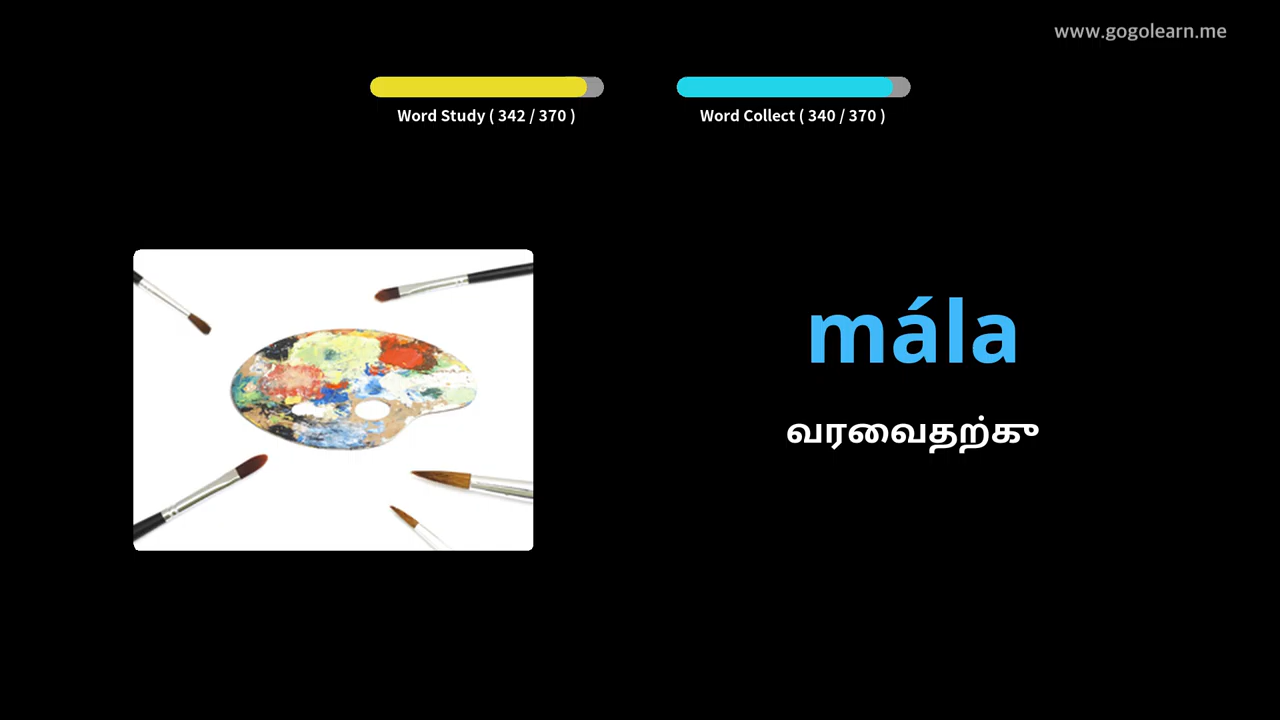 www.gogolearn.me
Word Study ( 342 / 370 )
Word Collect ( 340 / 370 )
mála
வரவைதற்கு